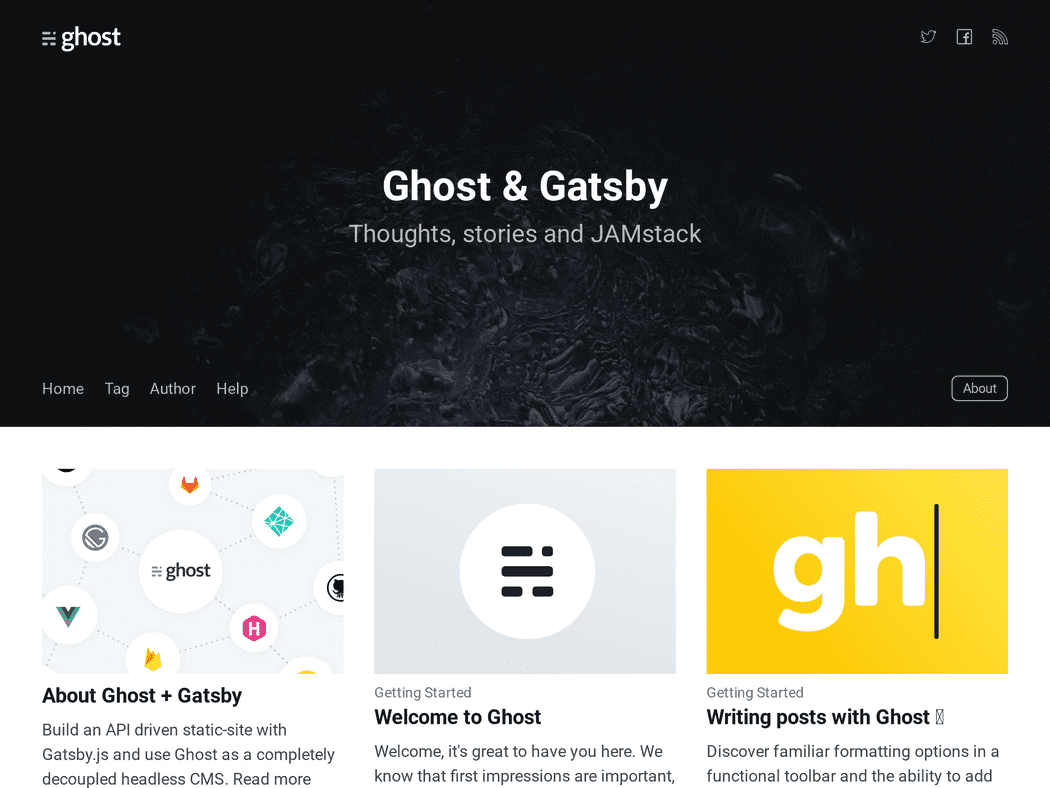 ghost
Ghost & Gatsby
Thoughts, stories and JAMstack
Home Tag Author Help About
ghost
gh
About Ghost + Gatsby
Build an API driven static-site with
Gatsby.js and use Ghost as a completely
decoupled headless CMS. Read more
Getting Started
Welcome to Ghost
Welcome, it's great to have you here. We
know that first impressions are important,
Getting Started
Writing posts with Ghost
Discover familiar formatting options in a
functional toolbar and the ability to add